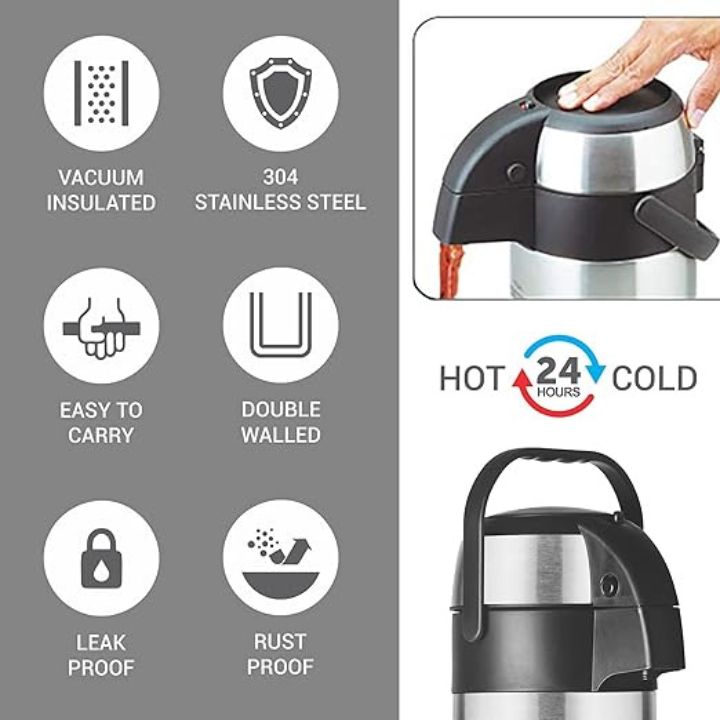 VACUUM
INSULATED
304
STAINLESS STEEL
EASY TO
CARRY
DOUBLE
WALLED
LEAK
PROOF
RUST
PROOF
HOT 24 COLD
HOURS